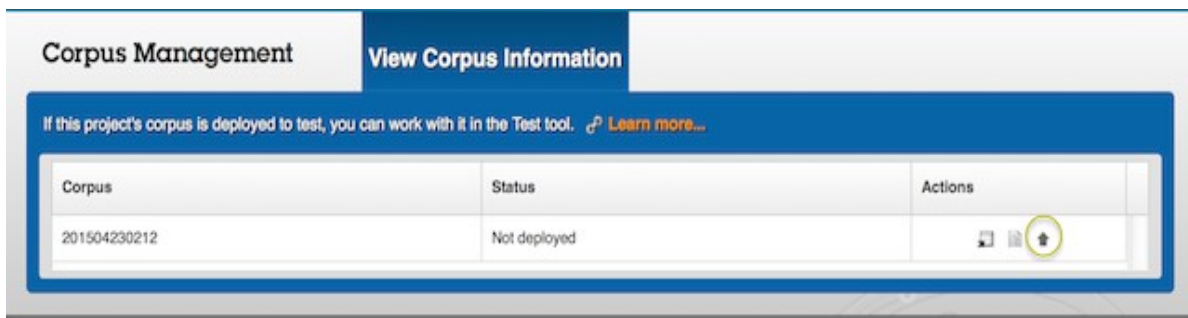 Corpus Management
View Corpus Information
If this project's corpus is deployed to test, you can work with it in the Test tool. Learn more...
Corpus Status Actions
201504230212 Not deployed